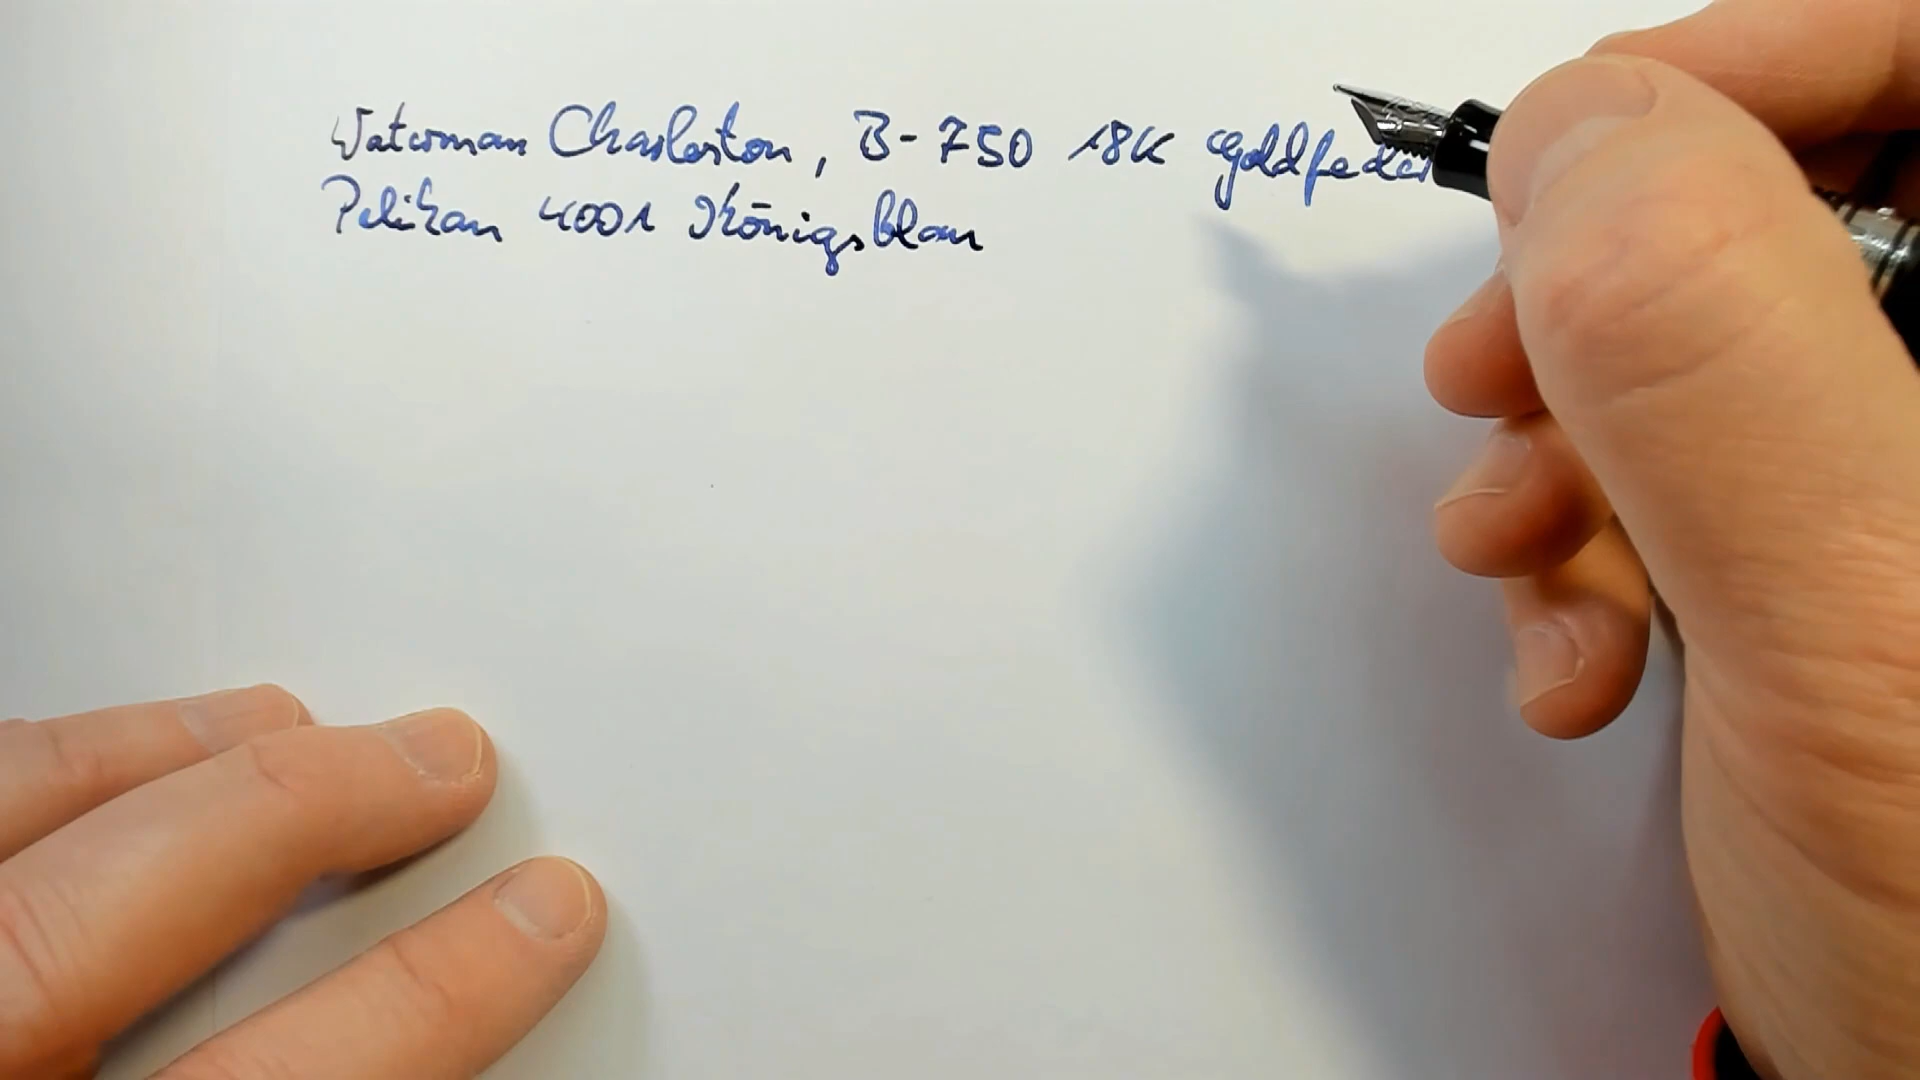 Waterman Charleston, B-750 18K Goldfeder
Pelikan 4001 Königsblau